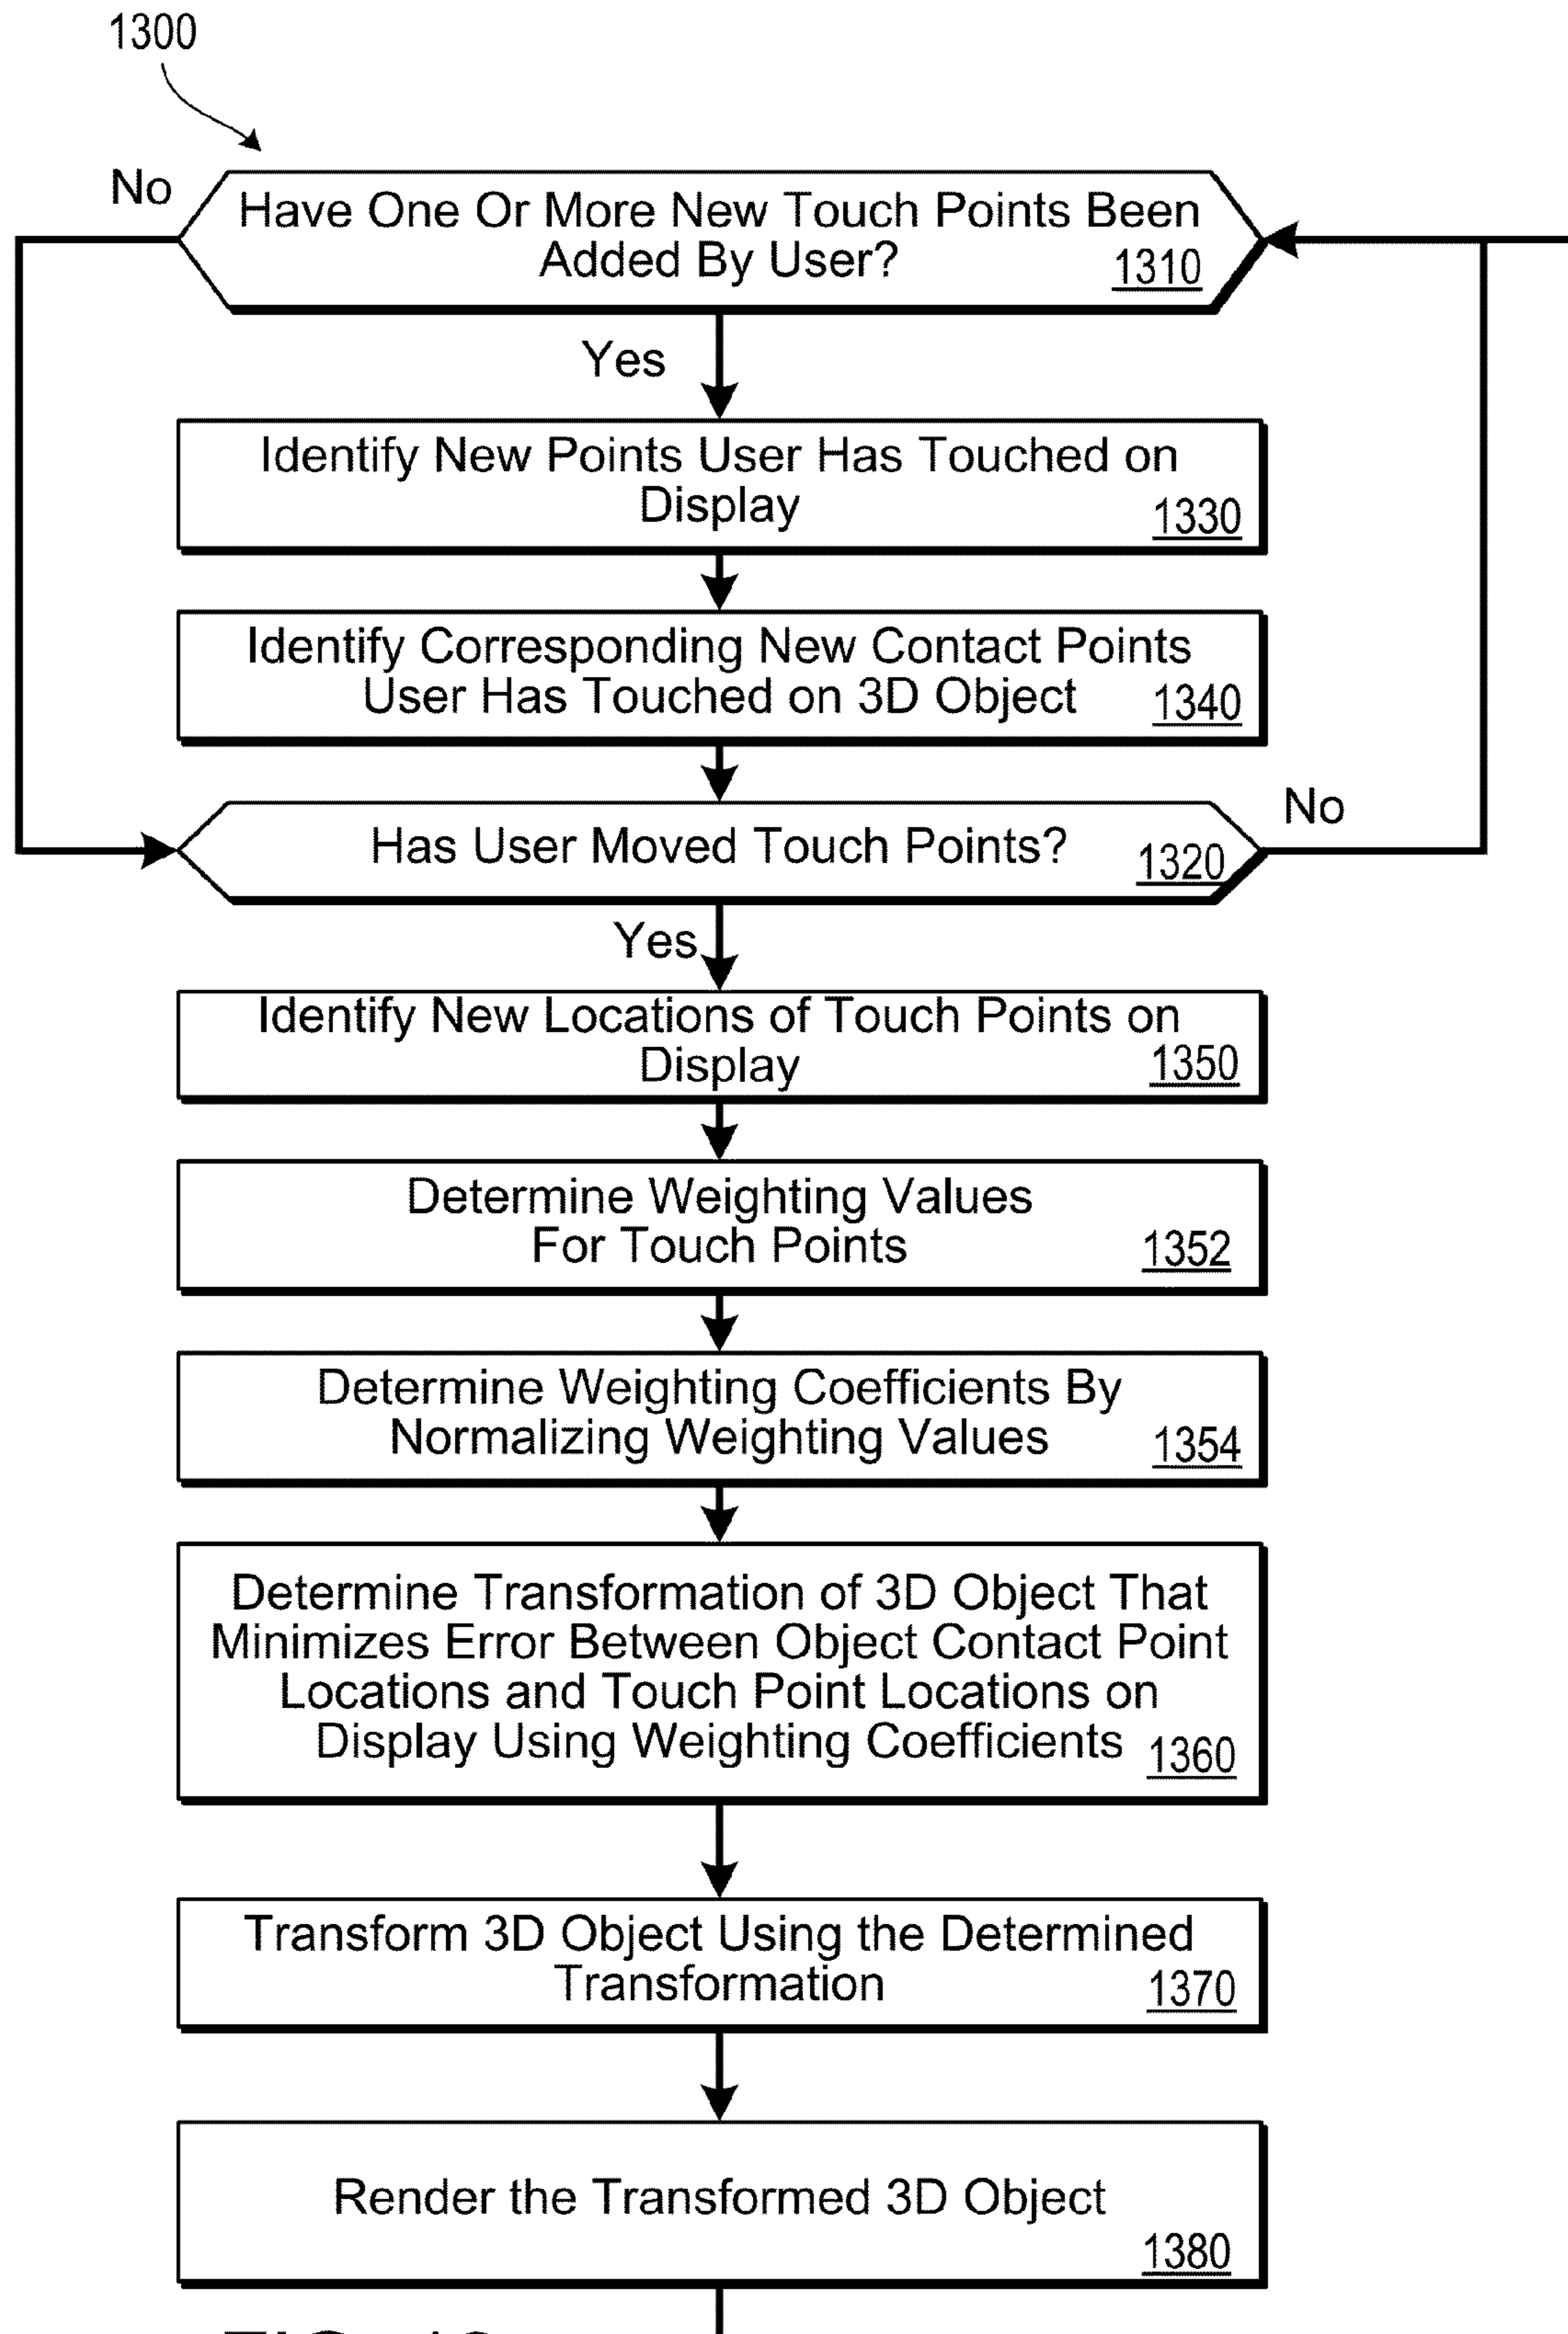 1300
No
Have One Or More New Touch Points Been
Added By User?
1310
Yes
Identify New Points User Has Touched on
Display
1330
Identify Corresponding New Contact Points
User Has Touched on 3D Object
1340
No
Has User Moved Touch Points?
1320
Yes
Identify New Locations of Touch Points on
Display
1350
Determine Weighting Values
For Touch Points
1352
Determine Weighting Coefficients By
Normalizing Weighting Values
1354
Determine Transformation of 3D Object That
Minimizes Error Between Object Contact Point
Locations and Touch Point Locations on
Display Using Weighting Coefficients
1360
Transform 3D Object Using the Determined
Transformation
1370
Render the Transformed 3D Object
1380